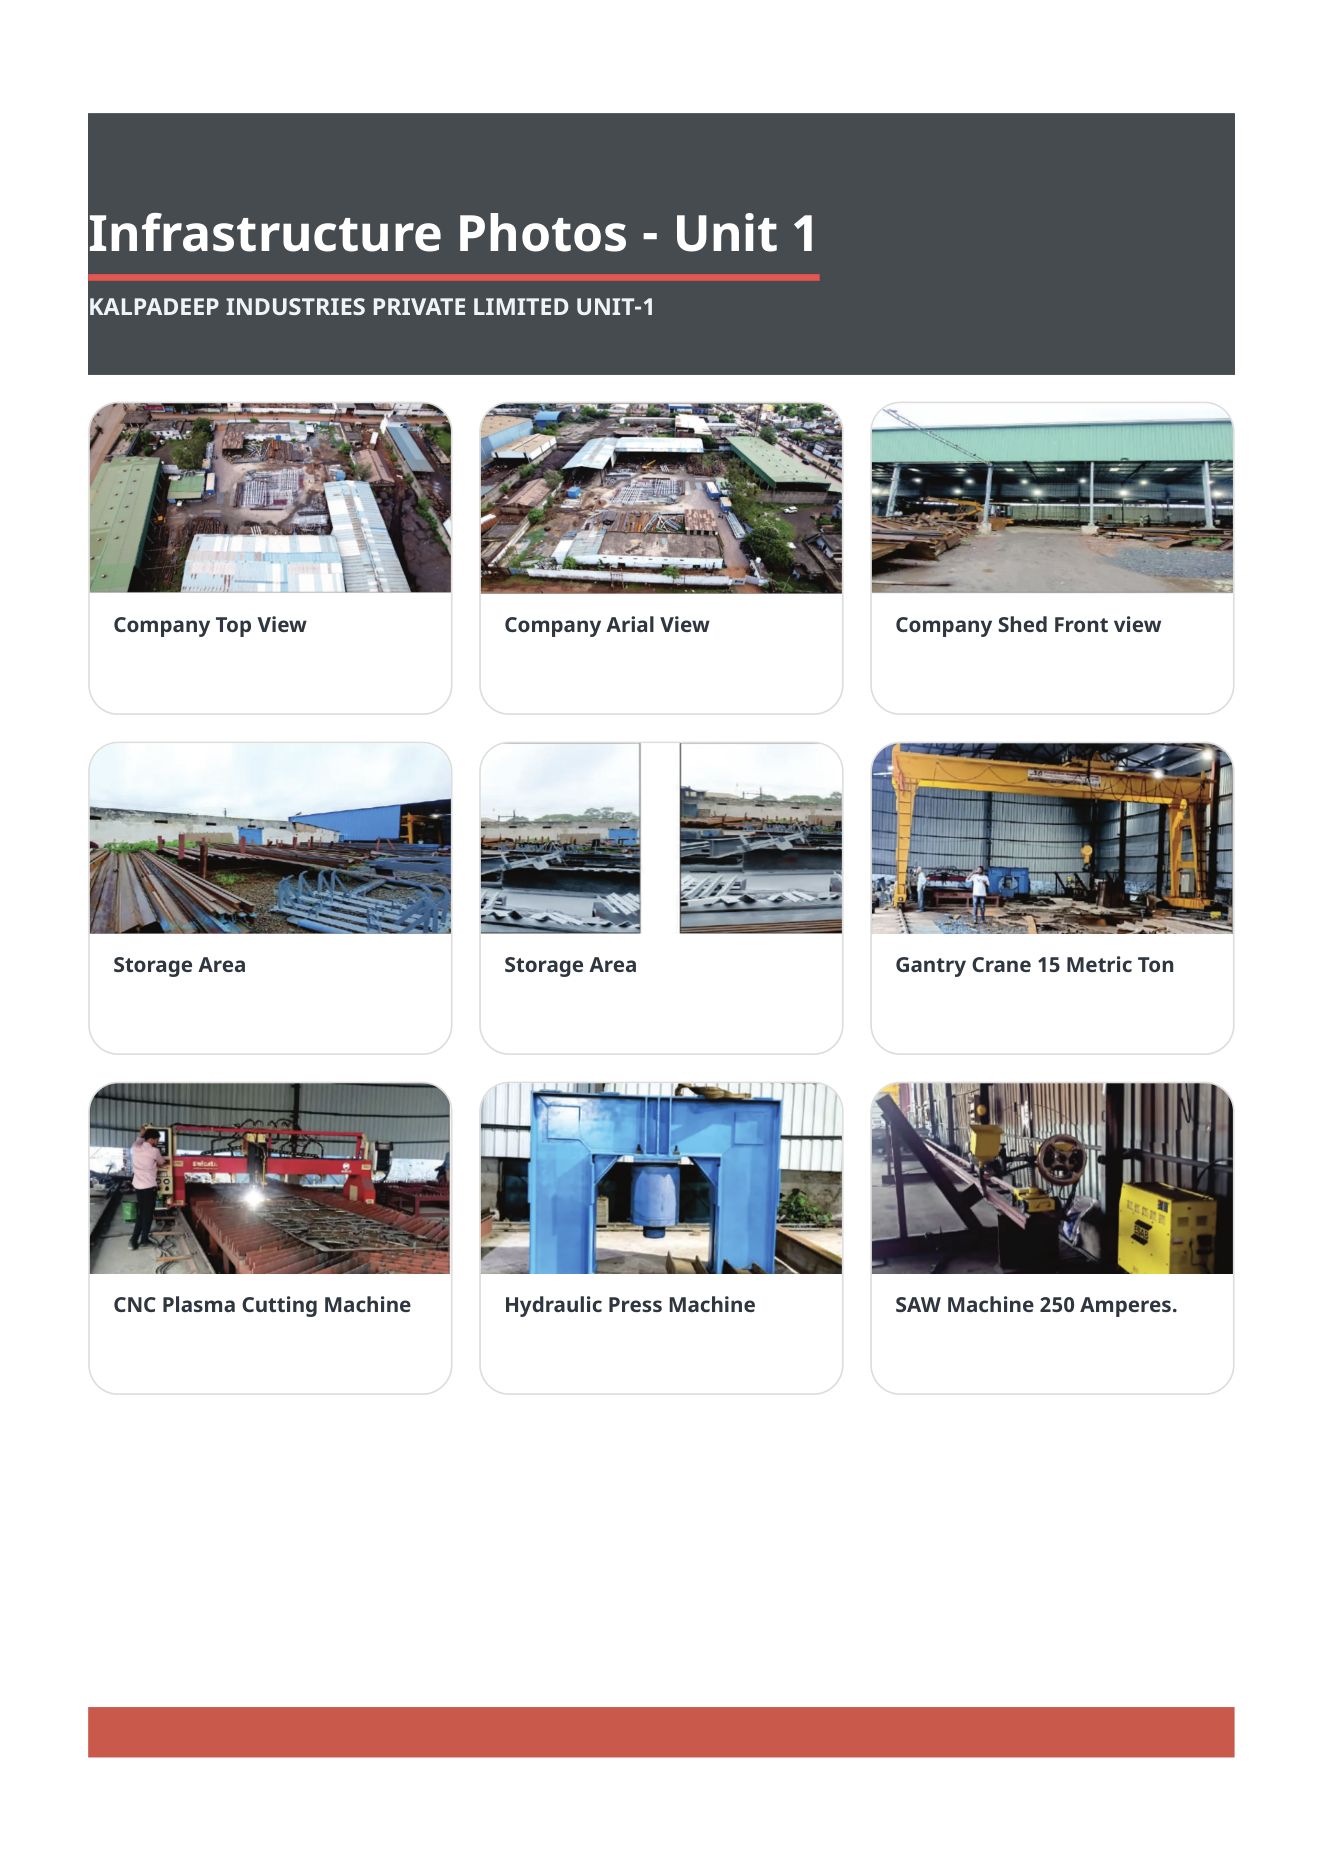 Infrastructure Photos - Unit 1
KALPADEEP INDUSTRIES PRIVATE LIMITED UNIT-1
Company Top View
Company Arial View
Company Shed Front view
Storage Area
Storage Area
Gantry Crane 15 Metric Ton
CNC Plasma Cutting Machine
Hydraulic Press Machine
SAW Machine 250 Amperes.